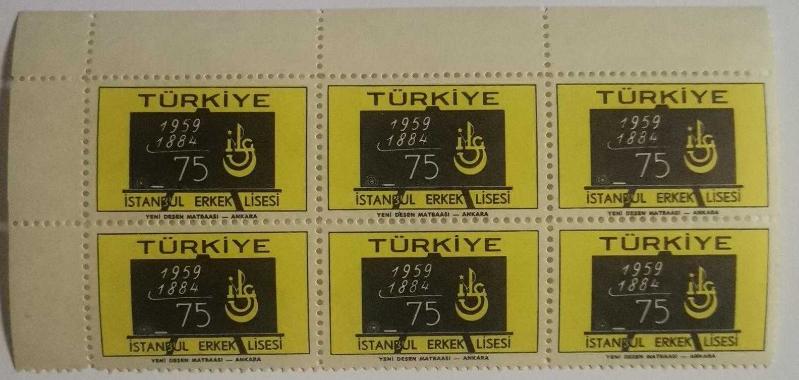 TÜRKİYE TÜRKİYE TÜRKİYE
1959 1959 1959
1884 1884 1884
75 75 75
İSTANBUL ERKEK LİSESİ İSTANBUL ERKEK LİSESİ İSTANBUL ERKEK LİSESİ
YENİ DESEN MATBAASI — ANKARA YENİ DESEN MATBAASI — ANKARA YENİ DESEN MATBAASI — ANKARA
TÜRKİYE TÜRKİYE TÜRKİYE
1959 1959 1959
1884 1884 1884
75 75 75
İSTANBUL ERKEK LİSESİ İSTANBUL ERKEK LİSESİ İSTANBUL ERKEK LİSESİ
YENİ DESEN MATBAASI — ANKARA YENİ DESEN MATBAASI — ANKARA YENİ DESEN MATBAASI — ANKARA